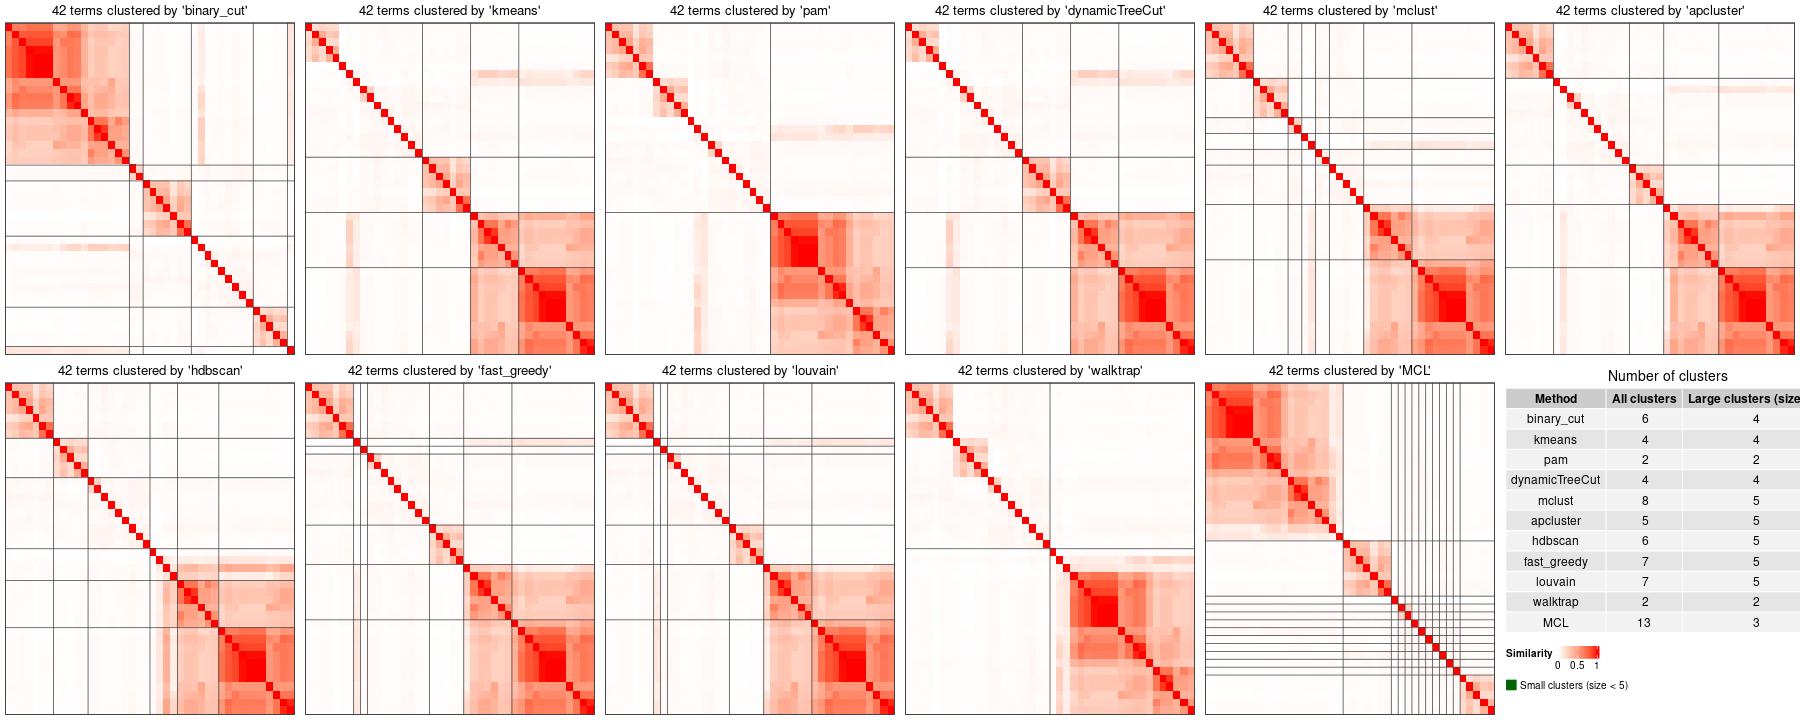 42 terms clustered by 'binary_cut'
42 terms clustered by 'kmeans'
42 terms clustered by 'pam'
42 terms clustered by 'dynamicTreeCut'
42 terms clustered by 'mclust'
42 terms clustered by 'apcluster'
42 terms clustered by 'hdbscan'
42 terms clustered by 'fast_greedy'
42 terms clustered by 'louvain'
42 terms clustered by 'walktrap'
42 terms clustered by 'MCL'
Number of clusters
Method All clusters Large clusters (size
binary_cut 6 4
kmeans 4 4
pam 2 2
dynamicTreeCut 4 4
mclust 8 5
apcluster 5 5
hdbscan 6 5
fast_greedy 7 5
louvain 7 5
walktrap 2 2
MCL 13 3
Similarity
0 0.5 1
Small clusters (size < 5)